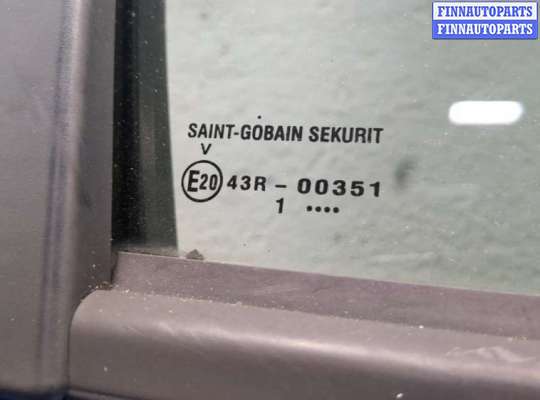 FINNAUTOPARTS
FINNAUTOPARTS
SAINT-GOBAIN SEKURIT
V
E20 43R - 00351
1 ••••